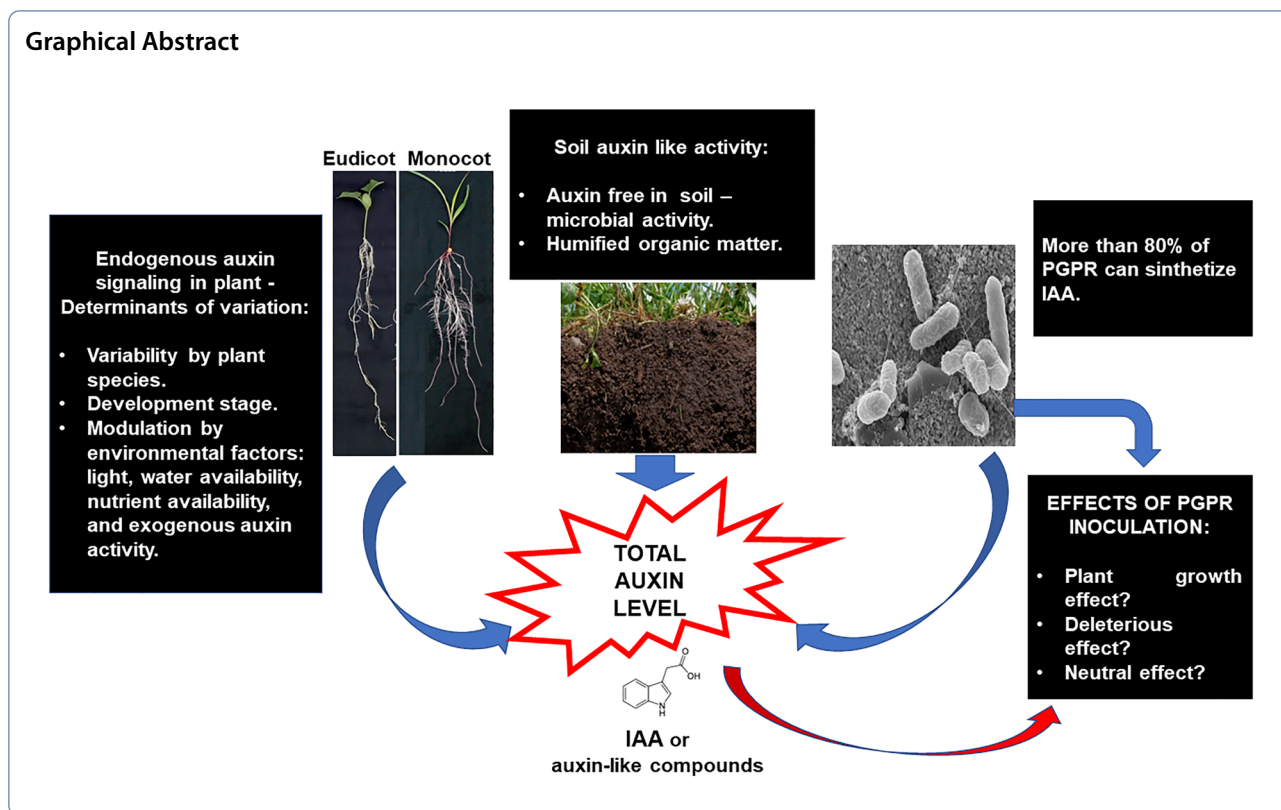 Graphical Abstract
Endogenous auxin
signaling in plant -
Determinants of variation:
• Variability by plant
species.
• Development stage.
• Modulation by
environmental factors:
light, water availability,
nutrient availability,
and exogenous auxin
activity.
Eudicot Monocot
Soil auxin like activity:
• Auxin free in soil –
microbial activity.
• Humified organic matter.
More than 80% of
PGPR can sinthetize
IAA.
TOTAL
AUXIN
LEVEL
O
OH
N
H
IAA or
auxin-like compounds
EFFECTS OF PGPR
INOCULATION:
• Plant growth
effect?
• Deleterious
effect?
• Neutral effect?